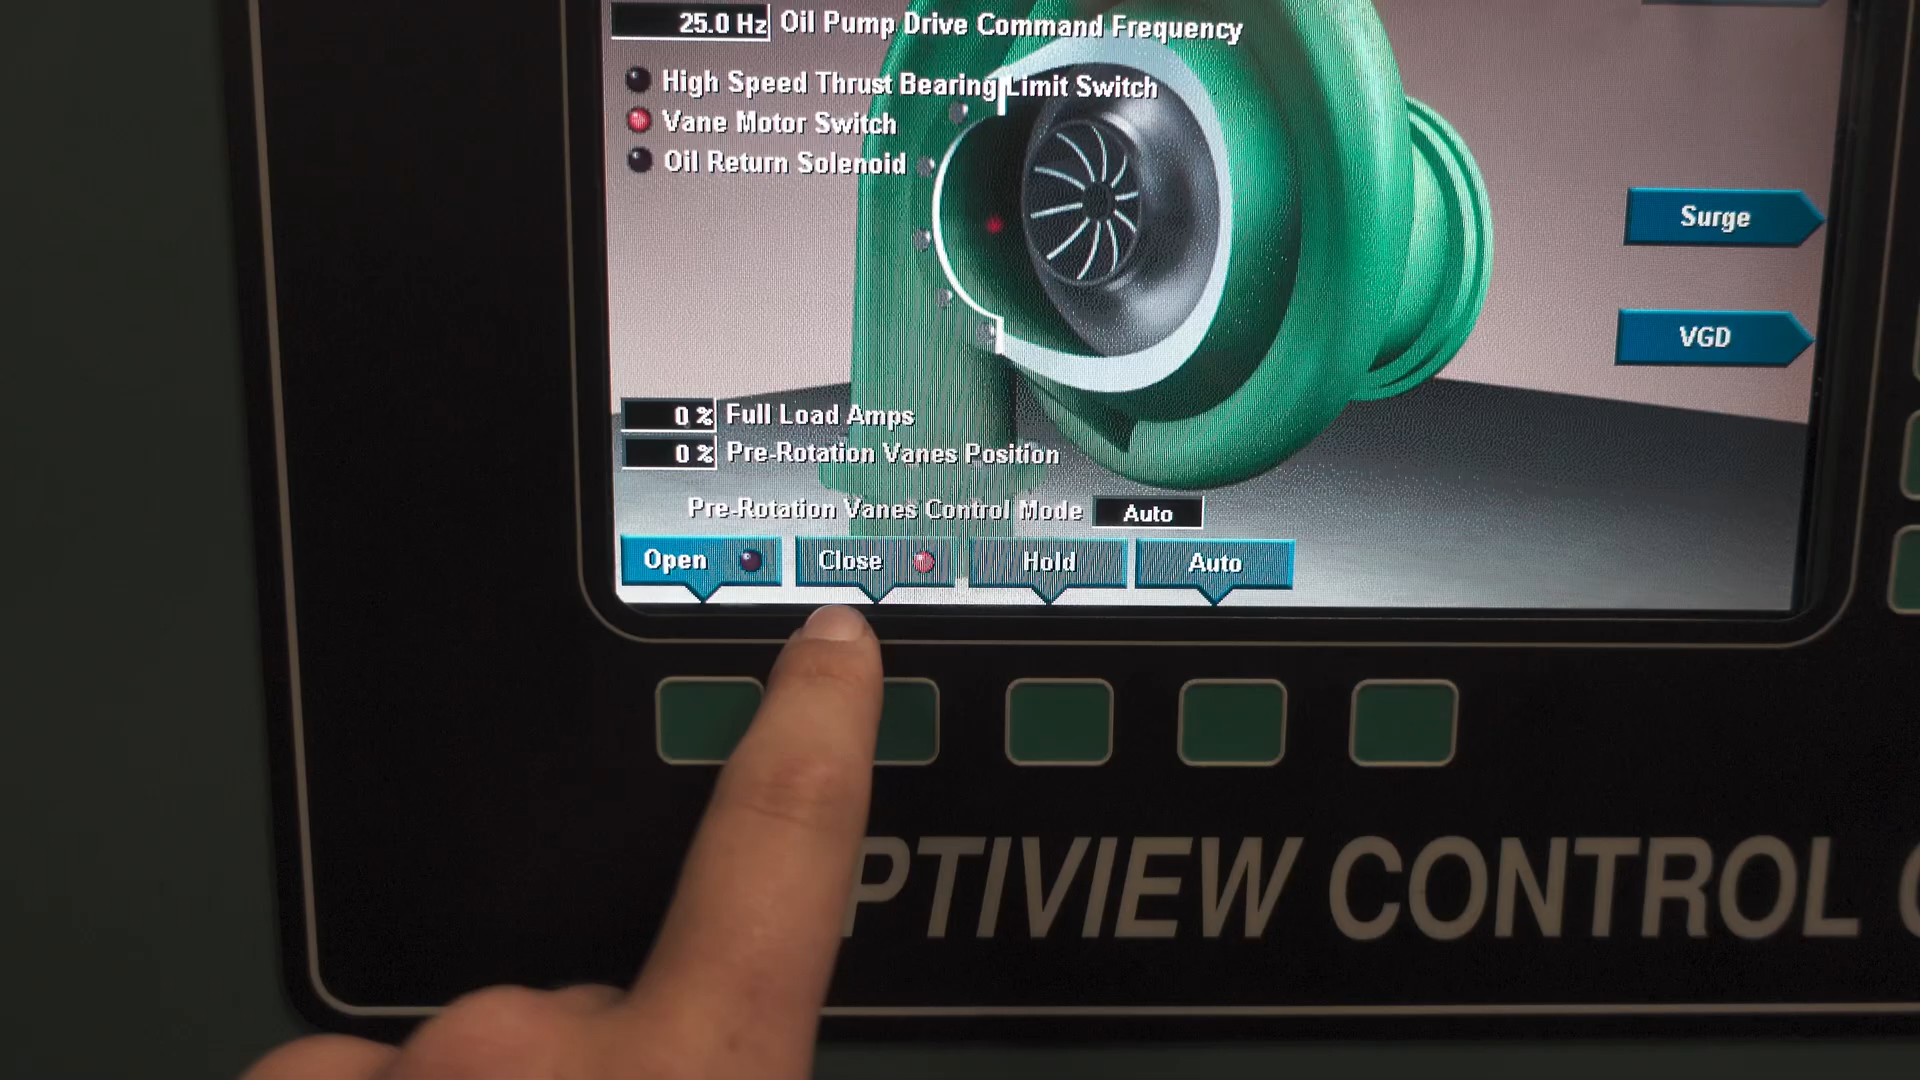 25.0 Hz Oil Pump Drive Command Frequency
High Speed Thrust Bearing Limit Switch
Vane Motor Switch
Oil Return Solenoid
Surge
VGD
0 % Full Load Amps
0 % Pre-Rotation Vanes Position
Pre-Rotation Vanes Control Mode Auto
Open Close Hold Auto
PTIVIEW CONTROL C